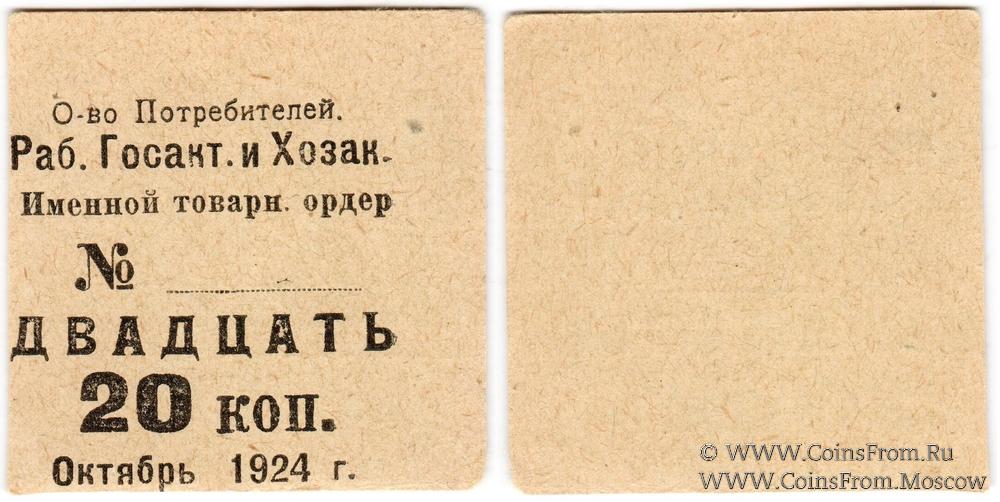 О-во Потребителей.
Раб. Госакт. и Хозак.
Именной товарн. ордер
№
ДВАДЦАТЬ
20 коп.
Октябрь 1924 г.
© WWW.CoinsFrom.Ru
WWW.CoinsFrom.Moscow